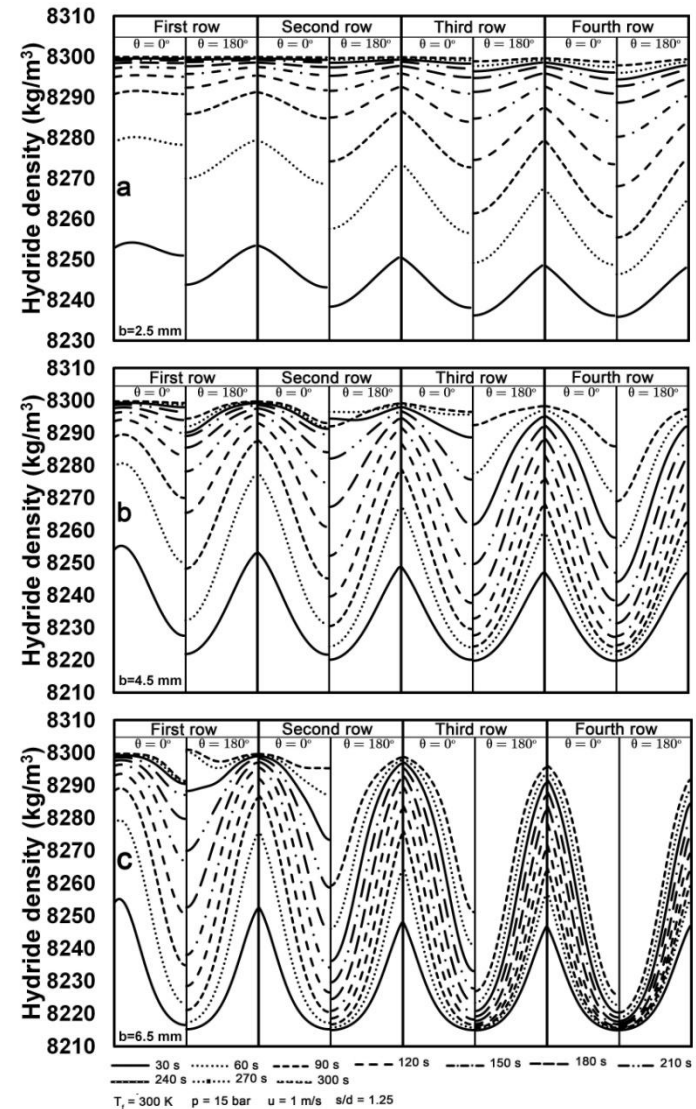 Hydride density (kg/m³)
8310
8300
8290
8280
8270
8260
8250
8240
8230
First row Second row Third row Fourth row
θ = 0° θ = 180° θ = 0° θ = 180° θ = 0° θ = 180° θ = 0° θ = 180°
a
b=2.5 mm
Hydride density (kg/m³)
8310
8300
8290
8280
8270
8260
8250
8240
8230
8220
8210
First row Second row Third row Fourth row
θ = 0° θ = 180° θ = 0° θ = 180° θ = 0° θ = 180° θ = 0° θ = 180°
b
b=4.5 mm
Hydride density (kg/m³)
8310
8300
8290
8280
8270
8260
8250
8240
8230
8220
8210
First row Second row Third row Fourth row
θ = 0° θ = 180° θ = 0° θ = 180° θ = 0° θ = 180° θ = 0° θ = 180°
C
b=6.5 mm
30 s 60 s 90 s 120 s 150 s 180 s 210 s
240 s 270 s 300 s
Tf = 300 K p = 15 bar u = 1 m/s s/d = 1.25